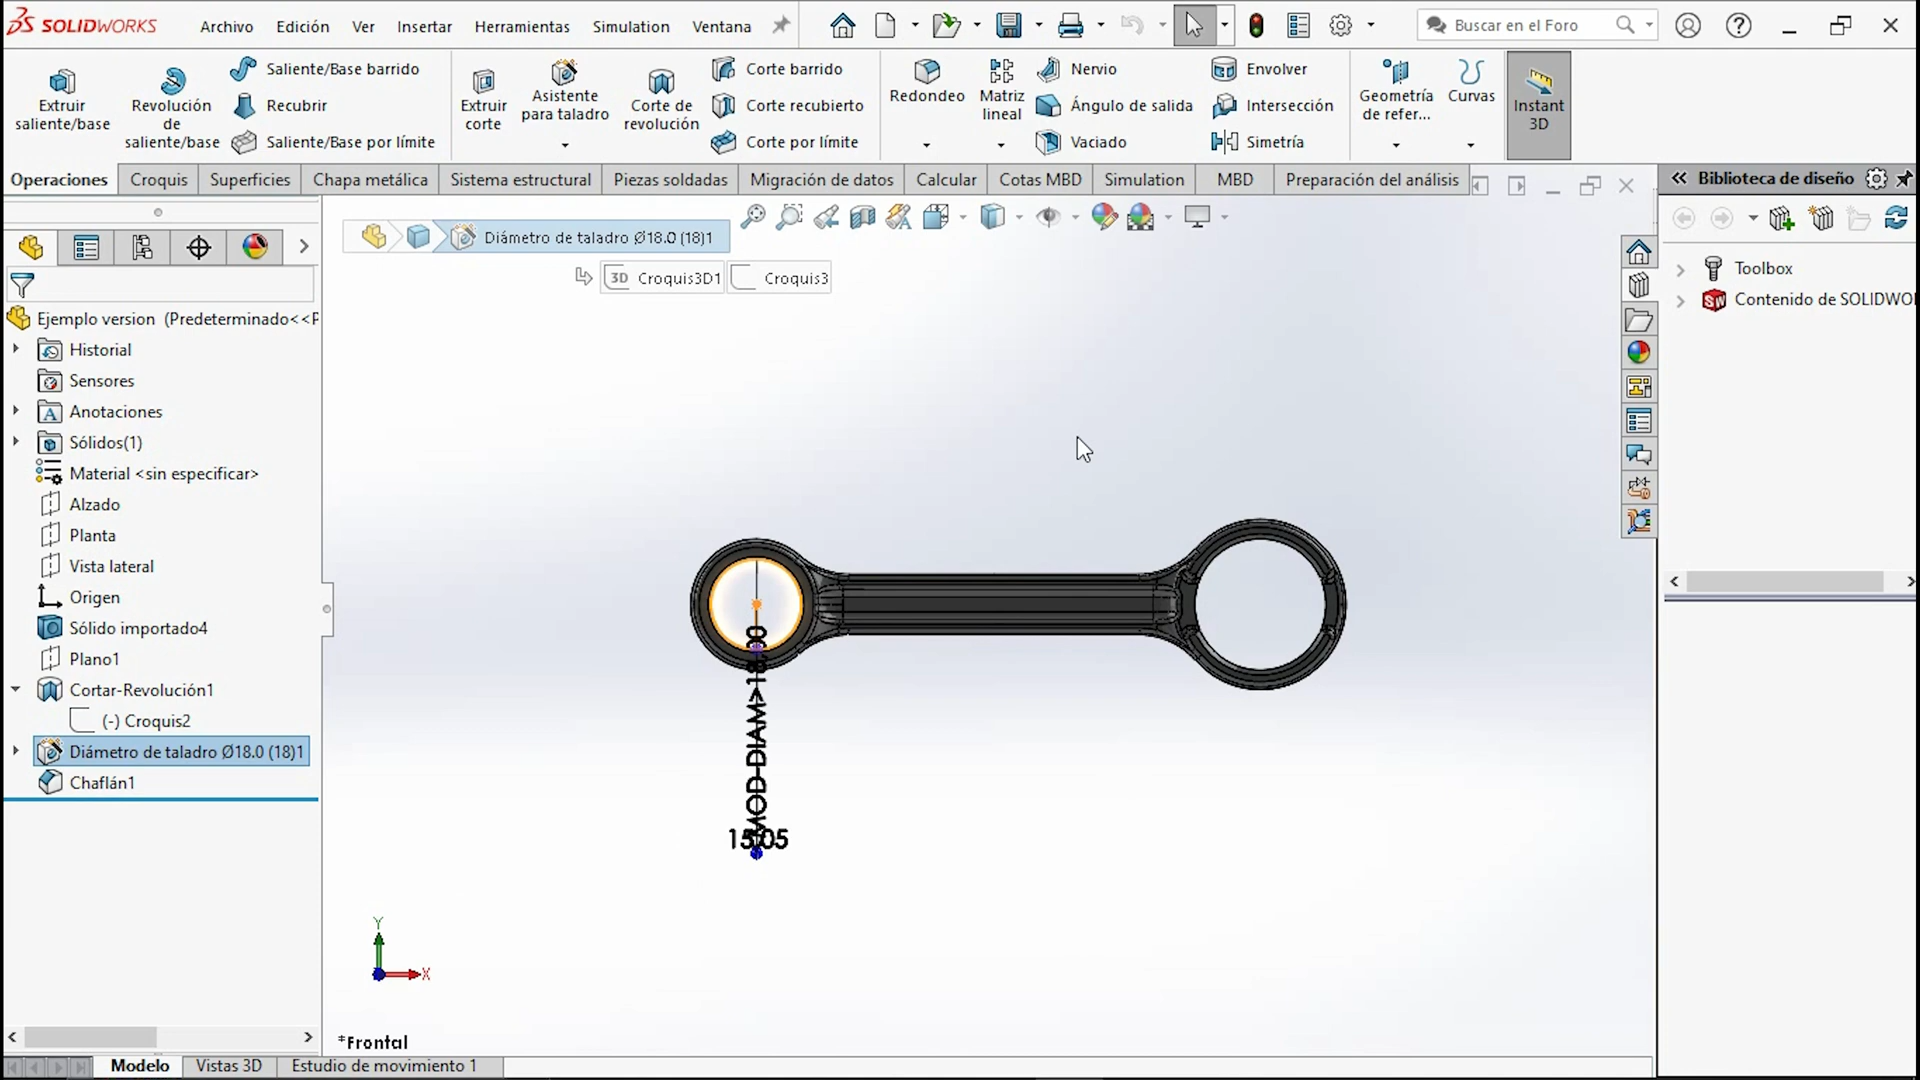 SOLIDWORKS
Archivo Edición Ver Insertar Herramientas Simulation Ventana
Buscar en el Foro
Extruir saliente/base
Revolución de saliente/base
Saliente/Base barrido
Recubrir
Saliente/Base por límite
Extruir corte
Asistente para taladro
Corte de revolución
Corte barrido
Corte recubierto
Corte por límite
Redondeo
Matriz lineal
Nervio
Ángulo de salida
Vaciado
Envolver
Intersección
Simetría
Geometría de refer...
Curvas
Instant 3D
Operaciones Croquis Superficies Chapa metálica Sistema estructural Piezas soldadas Migración de datos Calcular Cotas MBD Simulation MBD Preparación del análisis
Biblioteca de diseño
Toolbox
Contenido de SOLIDWO
Diámetro de taladro Ø18.0 (18)1
3D Croquis3D1 Croquis3
Ejemplo version (Predeterminado<<P
Historial
Sensores
Anotaciones
Sólidos(1)
Material <sin especificar>
Alzado
Planta
Vista lateral
Origen
Sólido importado4
Plano1
Cortar-Revolución1
(-) Croquis2
Diámetro de taladro Ø18.0 (18)1
Chaflán1
MOD-DIAM>18.00
15.05
Y
X
*Frontal
Modelo Vistas 3D Estudio de movimiento 1